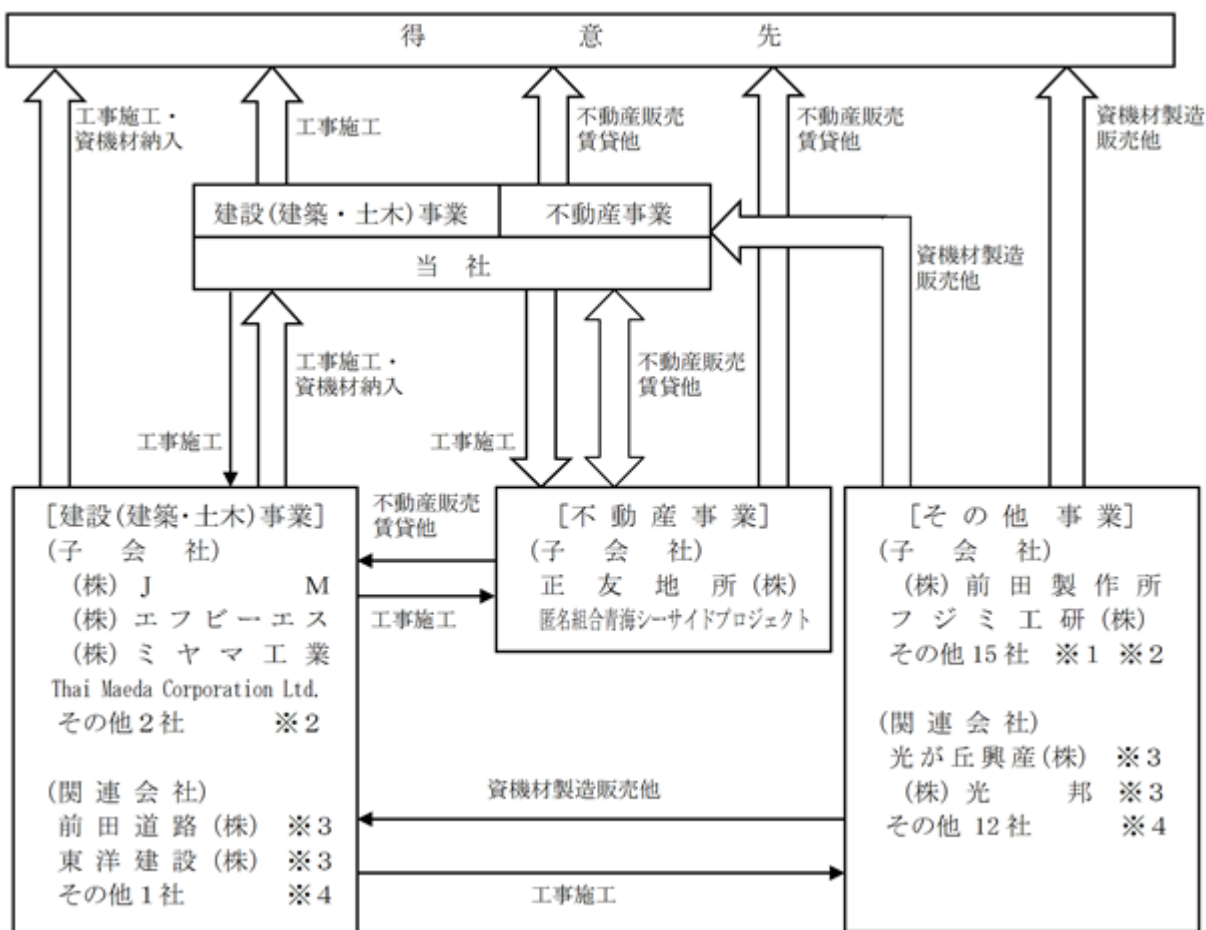 得意先
工事施工・
資機材納入
工事施工
不動産販売
賃貸他
不動産販売
賃貸他
資機材製造
販売他
建設(建築・土木)事業
不動産事業
当社
資機材製造
販売他
工事施工・
資機材納入
不動産販売
賃貸他
工事施工
工事施工
[建設(建築・土木)事業]
(子会社)
(株)JM
(株)エフビーエス
(株)ミヤマ工業
Thai Maeda Corporation Ltd.
その他2社 ※2
(関連会社)
前田道路(株) ※3
東洋建設(株) ※3
その他1社 ※4
不動産販売
賃貸他
工事施工
[不動産事業]
(子会社)
正友地所(株)
匿名組合青海シーサイドプロジェクト
[その他事業]
(子会社)
(株)前田製作所
フジミ工研(株)
その他15社 ※1 ※2
(関連会社)
光が丘興産(株) ※3
(株)光邦 ※3
その他12社 ※4
資機材製造販売他
工事施工